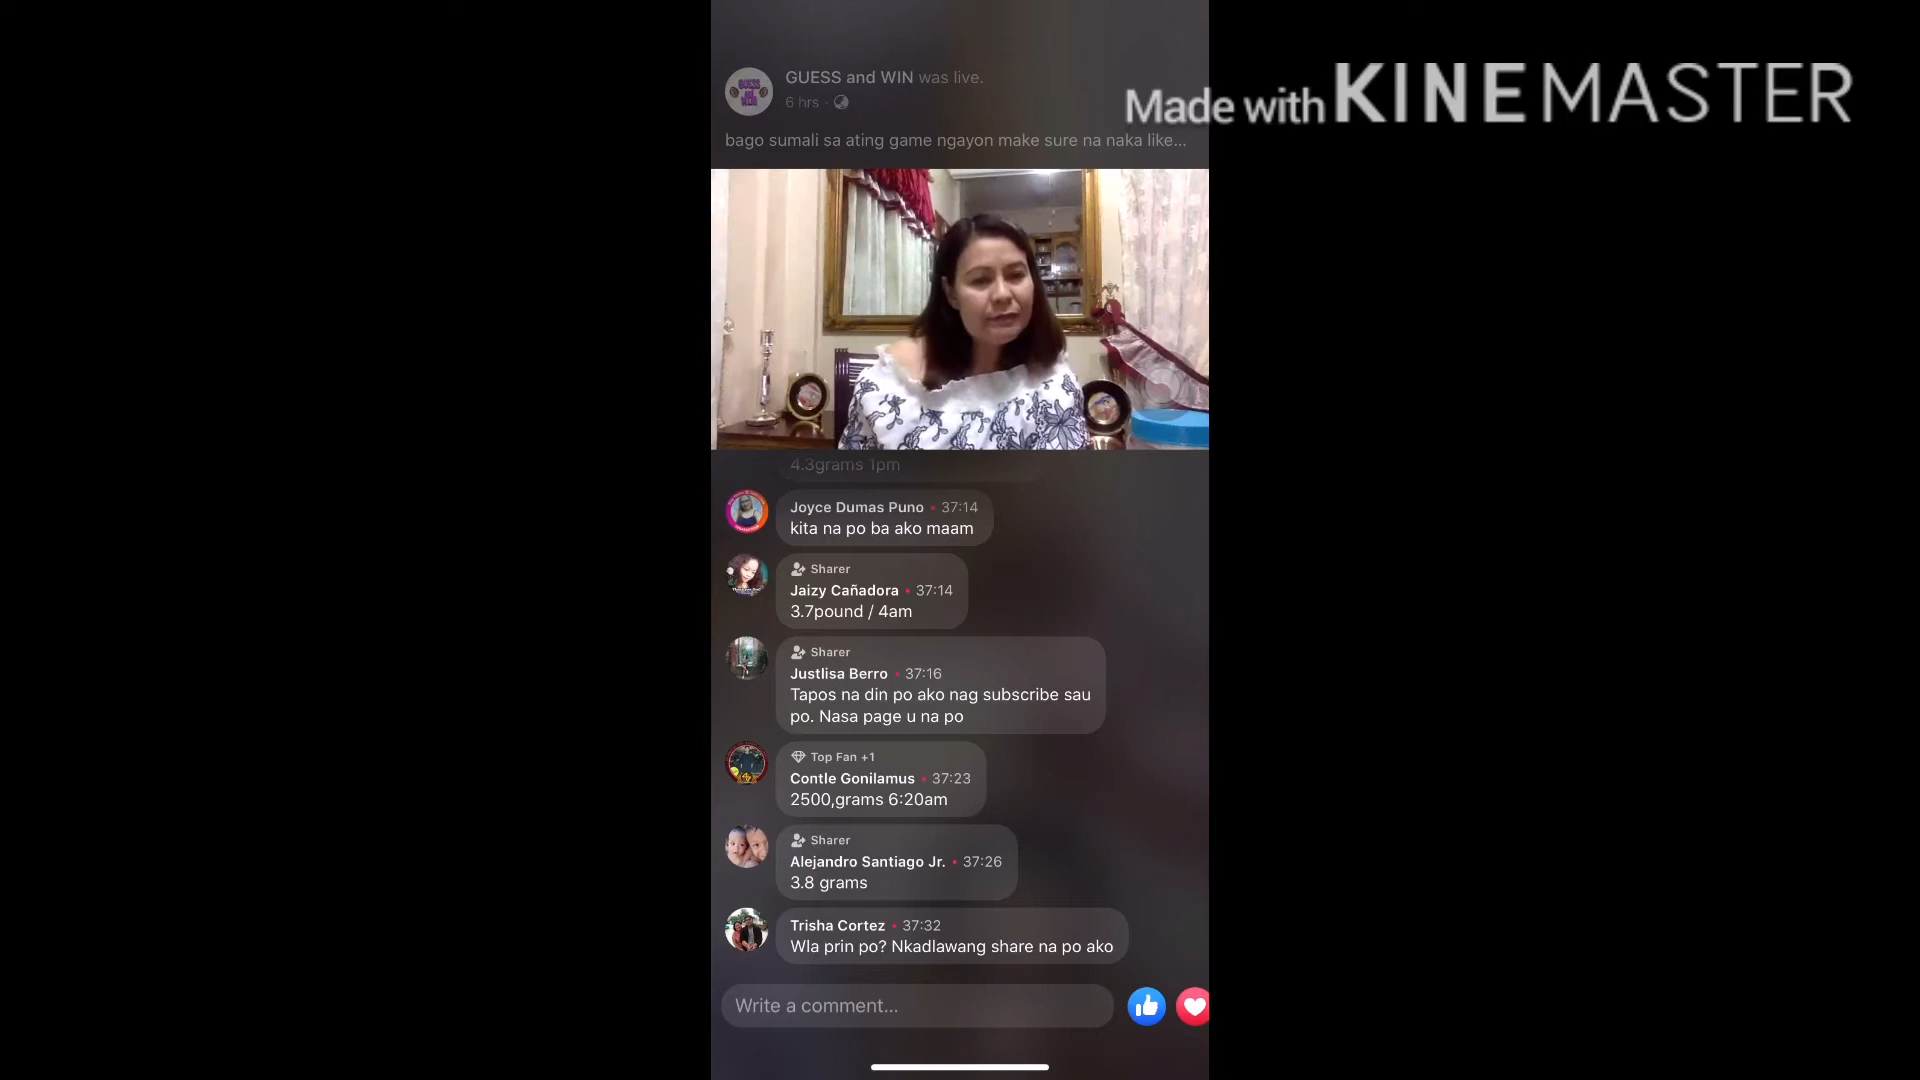 GUESS and WIN was live.
6 hrs ·
Made with KINEMASTER
bago sumali sa ating game ngayon make sure na naka like...
GUESS
and
WIN
4.3grams 1pm
Joyce Dumas Puno • 37:14
kita na po ba ako maam
Sharer
Jaizy Cañadora • 37:14
3.7pound / 4am
Sharer
Justlisa Berro • 37:16
Tapos na din po ako nag subscribe sau
po. Nasa page u na po
Top Fan +1
Contle Gonilamus • 37:23
2500,grams 6:20am
Sharer
Alejandro Santiago Jr. • 37:26
3.8 grams
Trisha Cortez • 37:32
Wla prin po? Nkadlawang share na po ako
Write a comment...